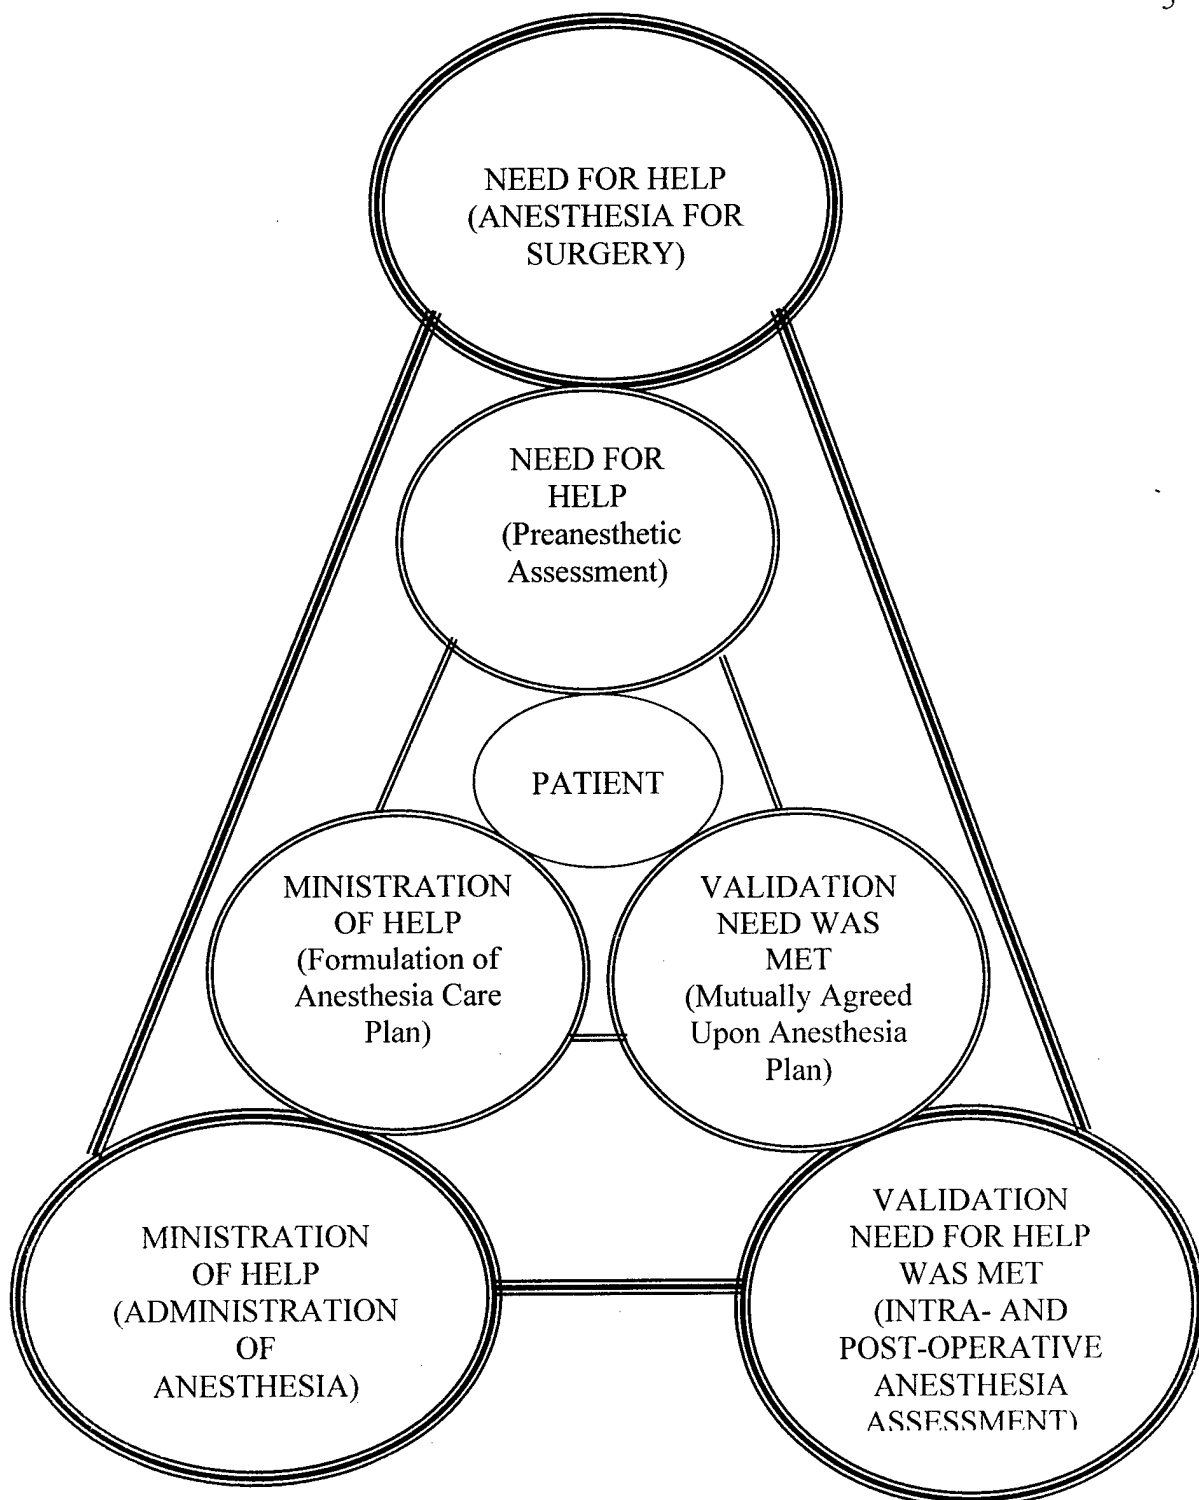 NEED FOR HELP
(ANESTHESIA FOR
SURGERY)
NEED FOR
HELP
(Preanesthetic
Assessment)
PATIENT
MINISTRATION
OF HELP
(Formulation of
Anesthesia Care
Plan)
VALIDATION
NEED WAS
MET
(Mutually Agreed
Upon Anesthesia
Plan)
MINISTRATION
OF HELP
(ADMINISTRATION
OF
ANESTHESIA)
VALIDATION
NEED FOR HELP
WAS MET
(INTRA- AND
POST-OPERATIVE
ANESTHESIA
ASSESSMENT)